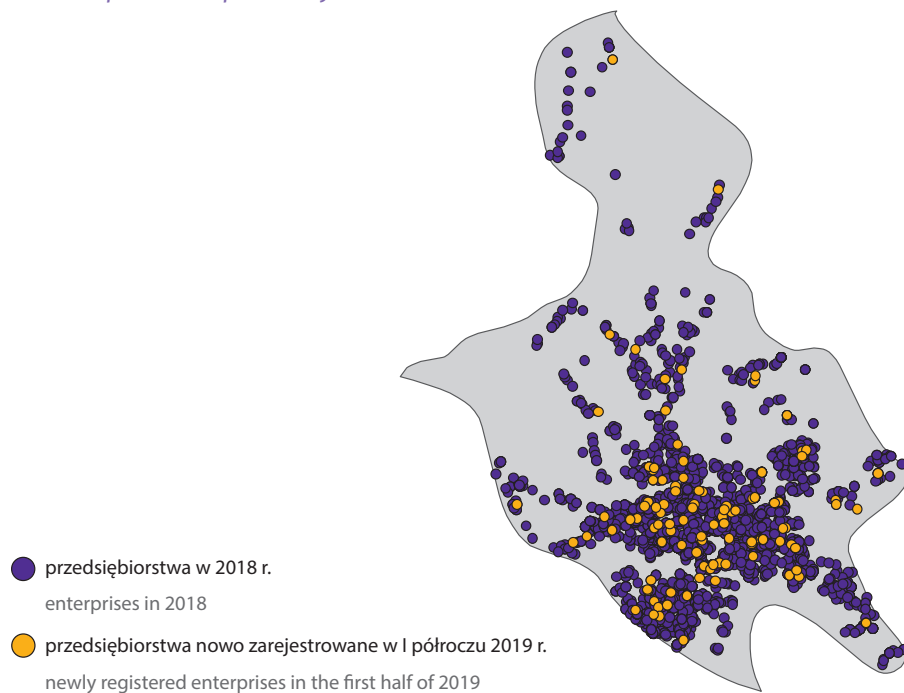 przedsiębiorstwa w 2018 r.
enterprises in 2018
przedsiębiorstwa nowo zarejestrowane w I półroczu 2019 r.
newly registered enterprises in the first half of 2019